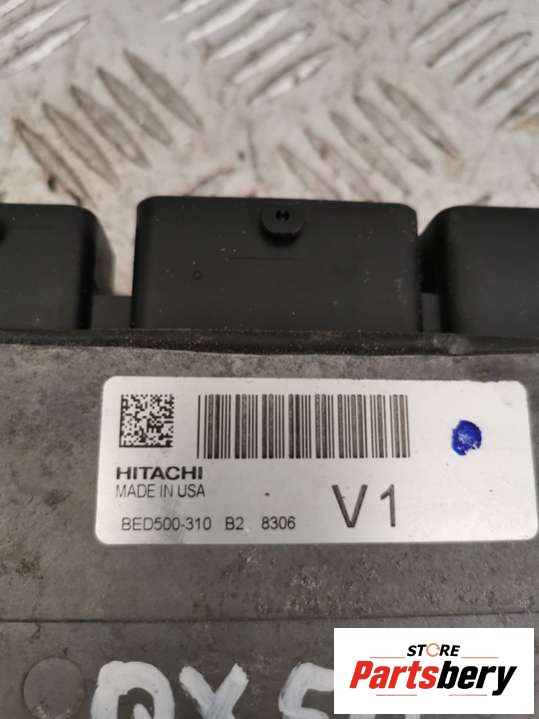 HITACHI
MADE IN USA
BED500-310 B2 8306
V1
STORE
Partsbery